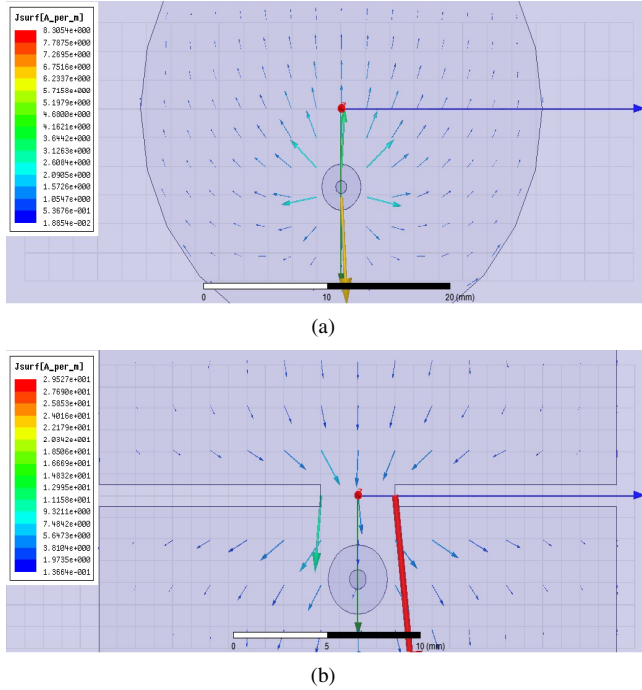 Jsurf[A_per_m]
8.3054e+000
7.7875e+000
7.2695e+000
6.7516e+000
6.2337e+000
5.7158e+000
5.1979e+000
4.6800e+000
4.1621e+000
3.6442e+000
3.1263e+000
2.6084e+000
2.0905e+000
1.5726e+000
1.0547e+000
5.3676e-001
1.8854e-002
0 10 20 (mm)
(a)
Jsurf[A_per_m]
2.9527e+001
2.7690e+001
2.5853e+001
2.4016e+001
2.2179e+001
2.0342e+001
1.8506e+001
1.6669e+001
1.4832e+001
1.2995e+001
1.1158e+001
9.3211e+000
7.4842e+000
5.6473e+000
3.8104e+000
1.9735e+000
1.3664e-001
0 5 10 (mm)
(b)